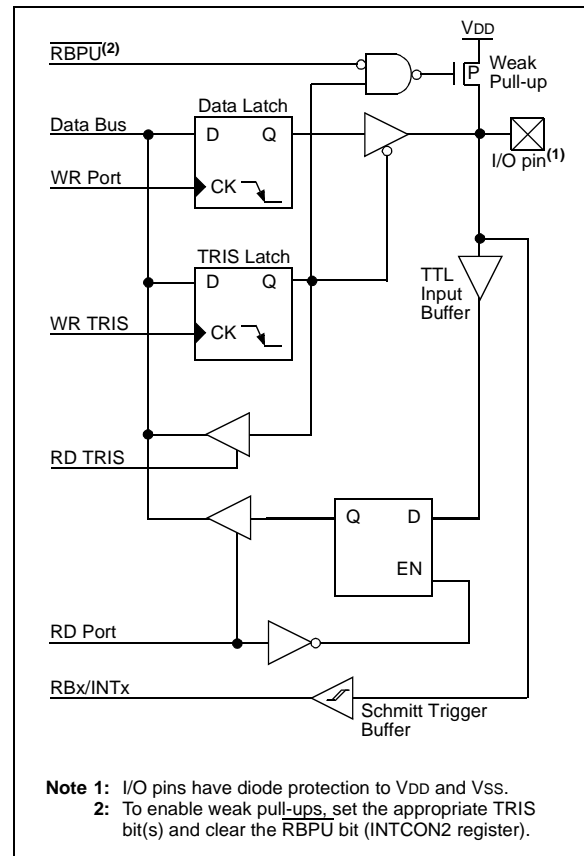 VDD
RBPU(2)
P
Weak
Pull-up
Data Latch
Data Bus
D Q
I/O pin(1)
WR Port
CK
TRIS Latch
D Q
TTL
Input
Buffer
WR TRIS
CK
RD TRIS
Q D
EN
RD Port
RBx/INTx
Schmitt Trigger
Buffer
Note 1: I/O pins have diode protection to VDD and VSS.
2: To enable weak pull-ups, set the appropriate TRIS
bit(s) and clear the RBPU bit (INTCON2 register).